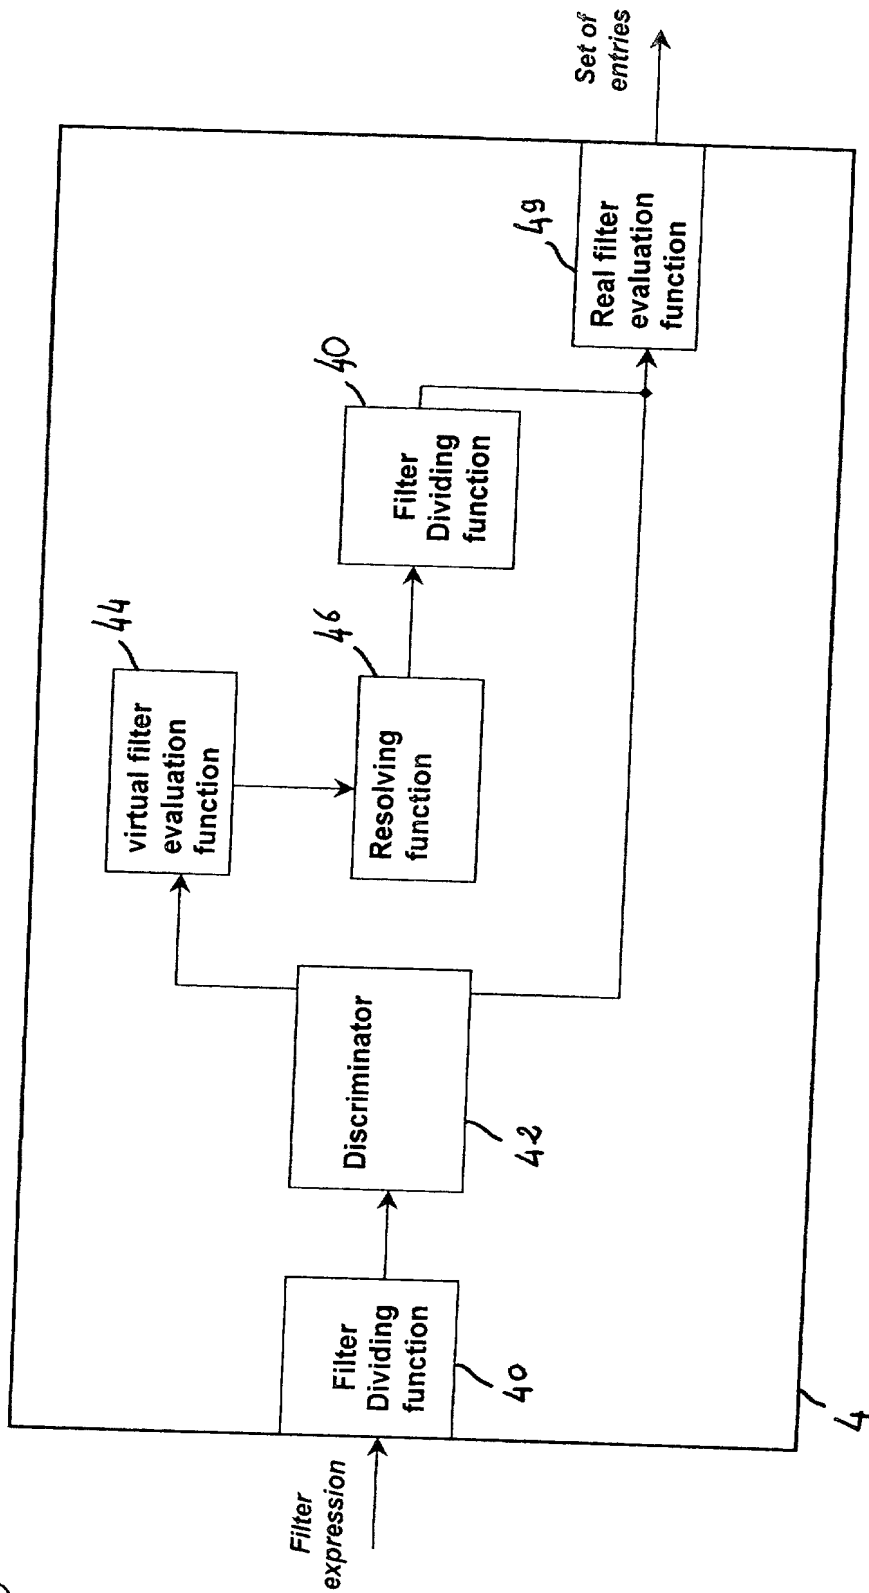 Filter
expression
Filter
Dividing
function
40
Discriminator
42
virtual filter
evaluation
function
44
Resolving
function
46
Filter
Dividing
function
40
Real filter
evaluation
function
49
Set of
entries
4